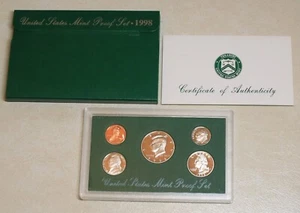 United States Mint Proof Set • 1998
Certificate of Authenticity
United States Mint Proof Set